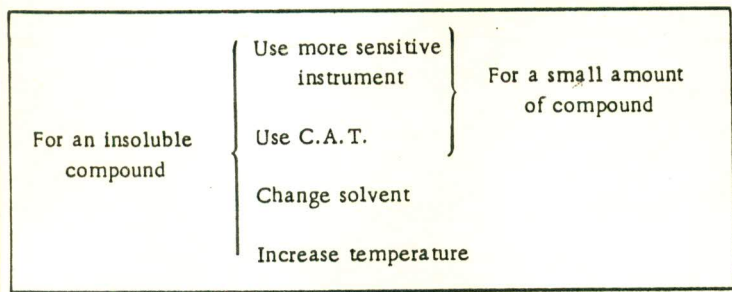 For an insoluble
compound
Use more sensitive
instrument
Use C.A.T.
Change solvent
Increase temperature
For a small amount
of compound